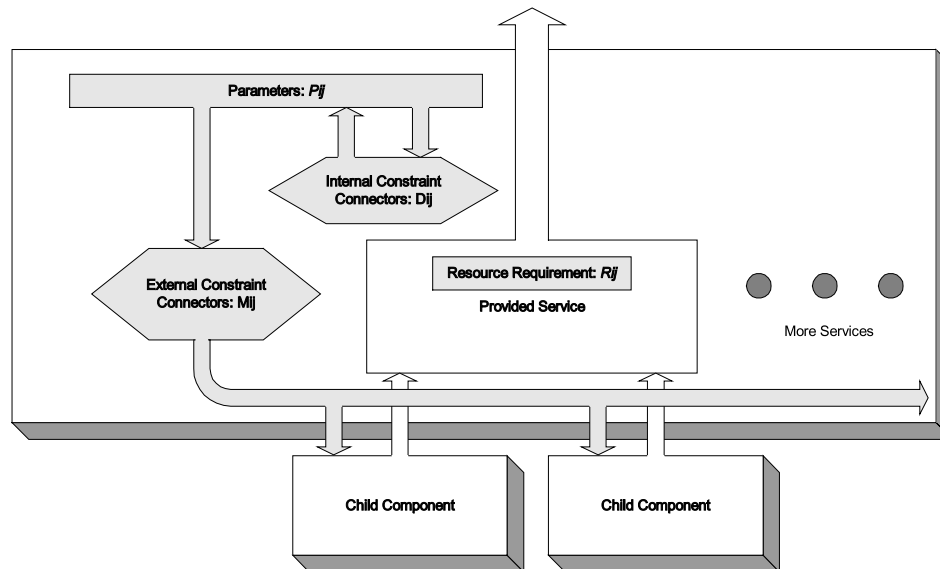 Parameters: Pij
Internal Constraint
Connectors: Dij
External Constraint
Connectors: Mij
Resource Requirement: Rij
Provided Service
More Services
Child Component
Child Component